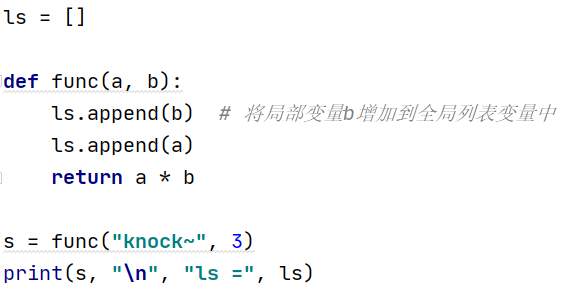 ls = []
def func(a, b):
    ls.append(b)  # 将局部变量b增加到全局列表变量中
    ls.append(a)
    return a * b
s = func("knock~", 3)
print(s, "\n", "ls =", ls)